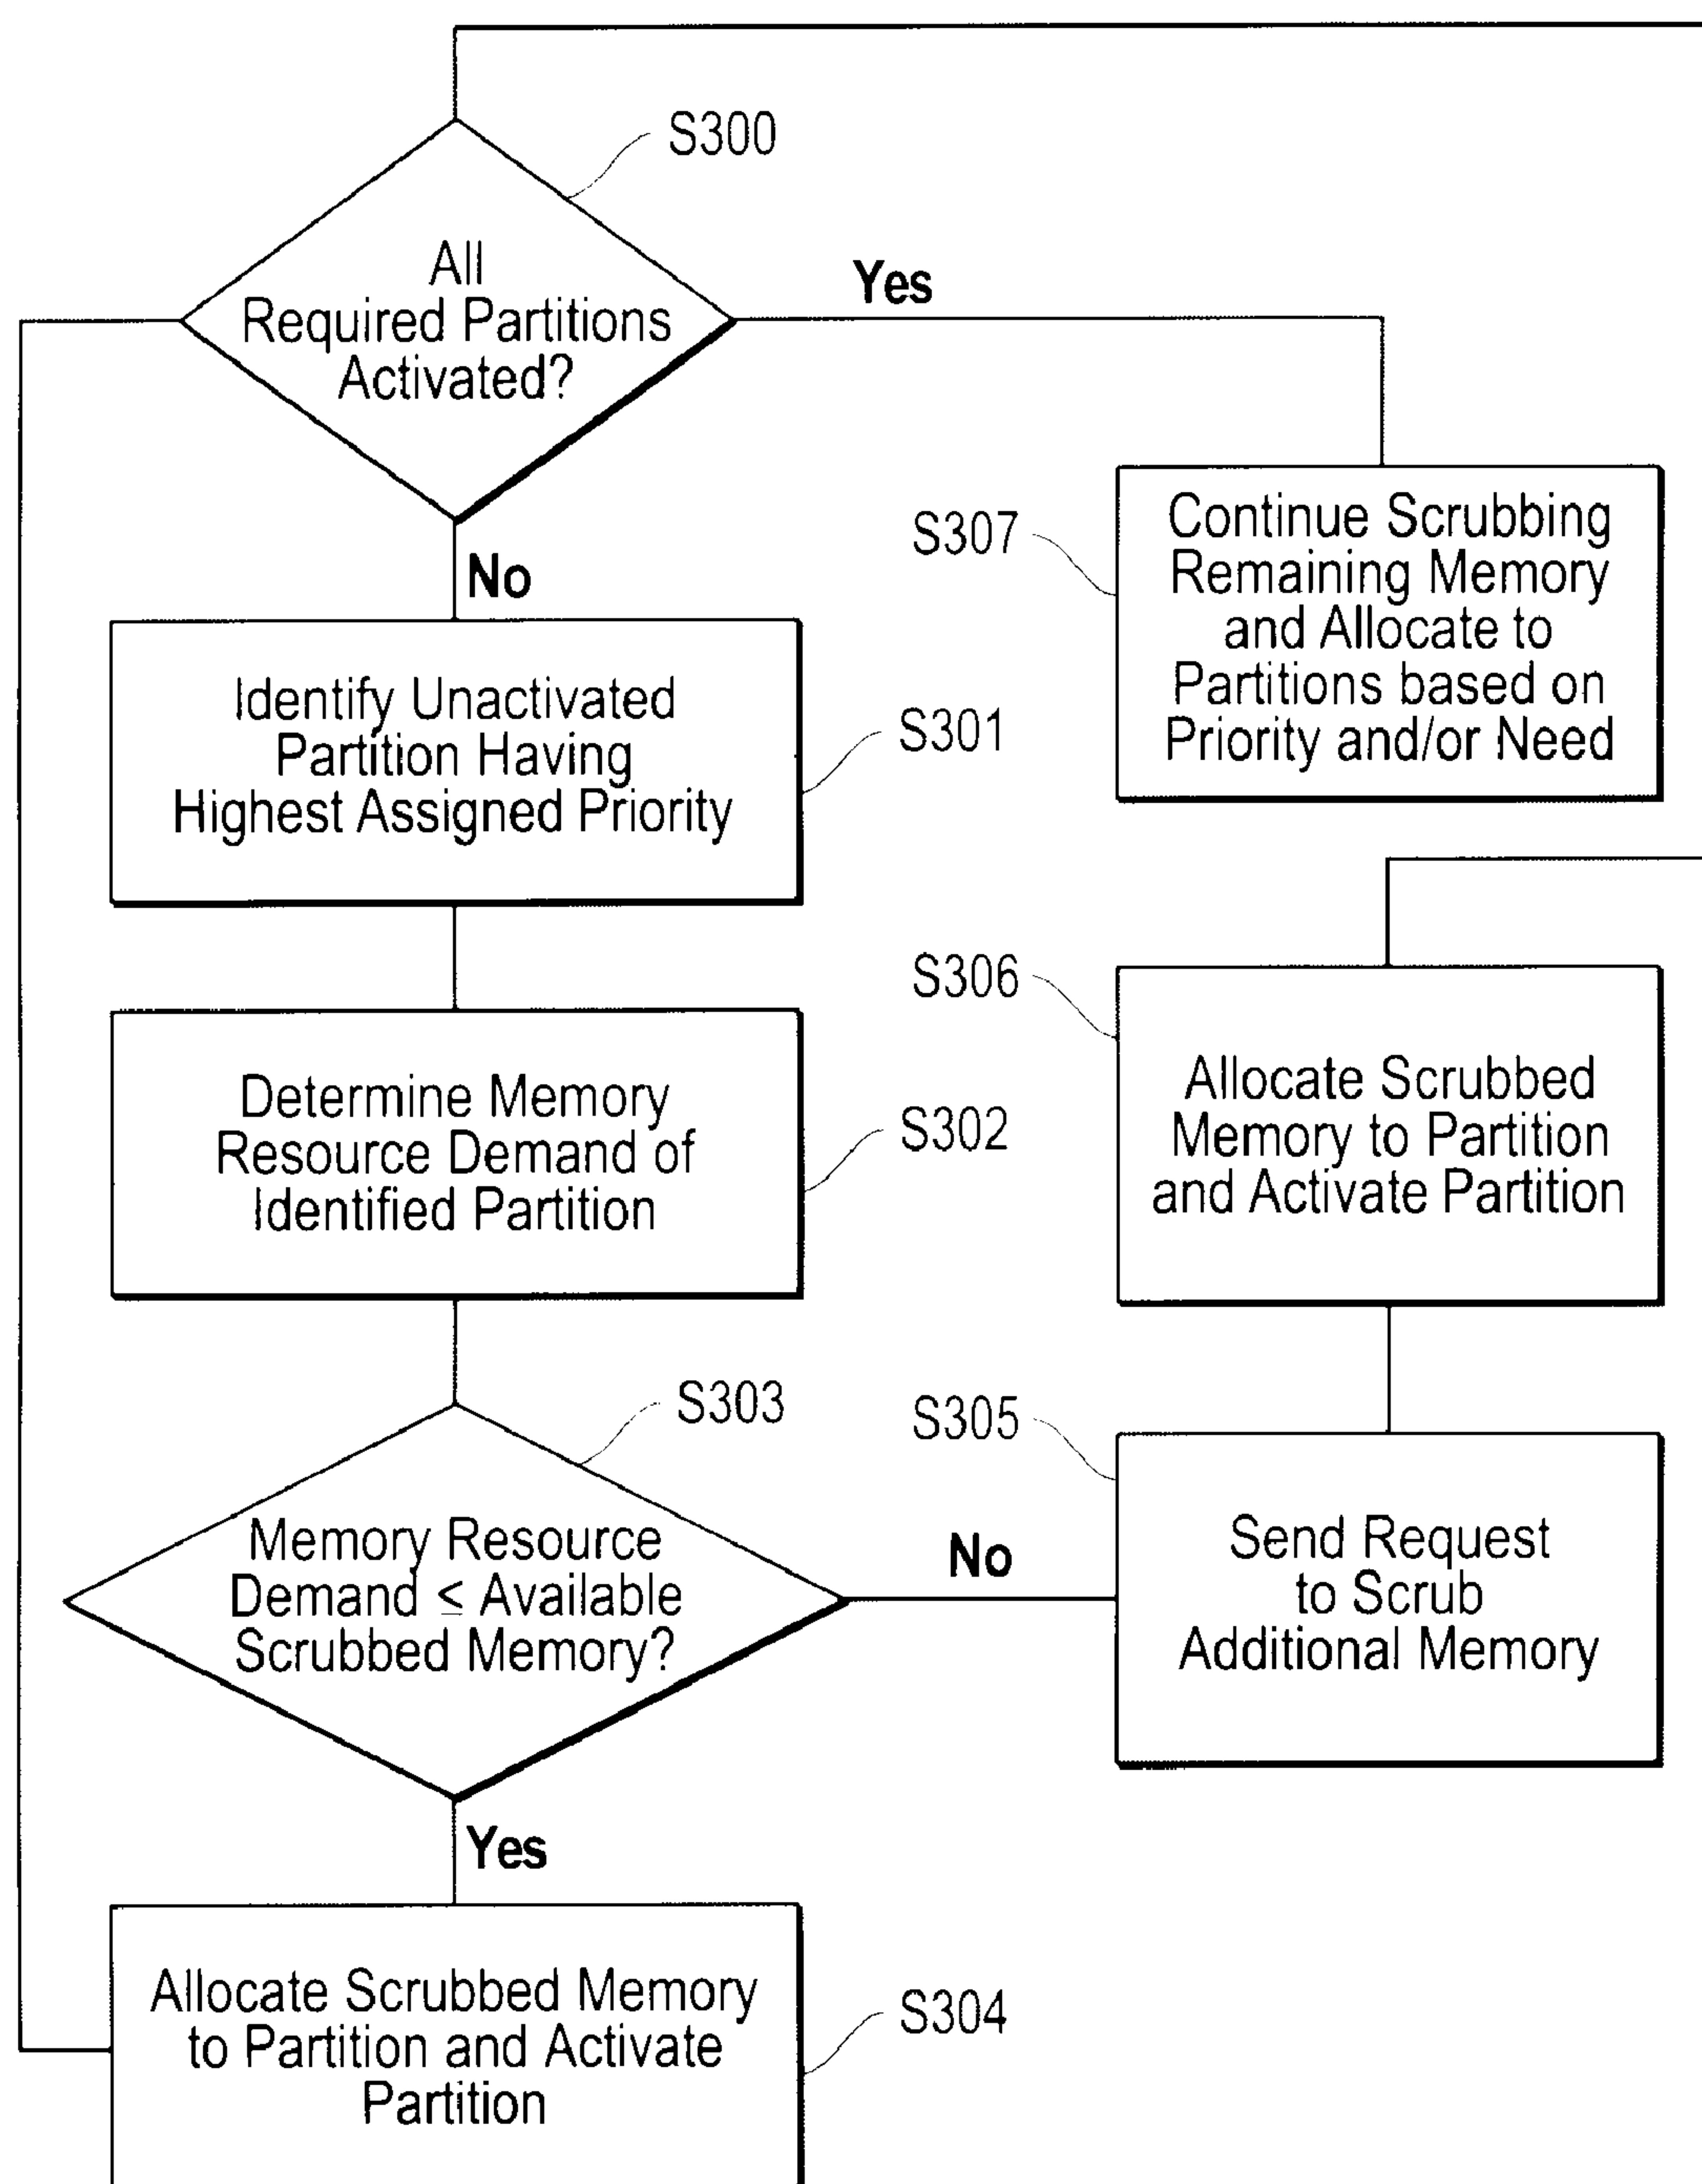 S300
All
Required Partitions
Activated?
Yes
No
S307
Continue Scrubbing
Remaining Memory
and Allocate to
Partitions based on
Priority and/or Need
Identify Unactivated
Partition Having
Highest Assigned Priority
S301
S306
Allocate Scrubbed
Memory to Partition
and Activate Partition
Determine Memory
Resource Demand of
Identified Partition
S302
S303
Memory Resource
Demand ≤ Available
Scrubbed Memory?
No
S305
Send Request
to Scrub
Additional Memory
Yes
Allocate Scrubbed Memory
to Partition and Activate
Partition
S304